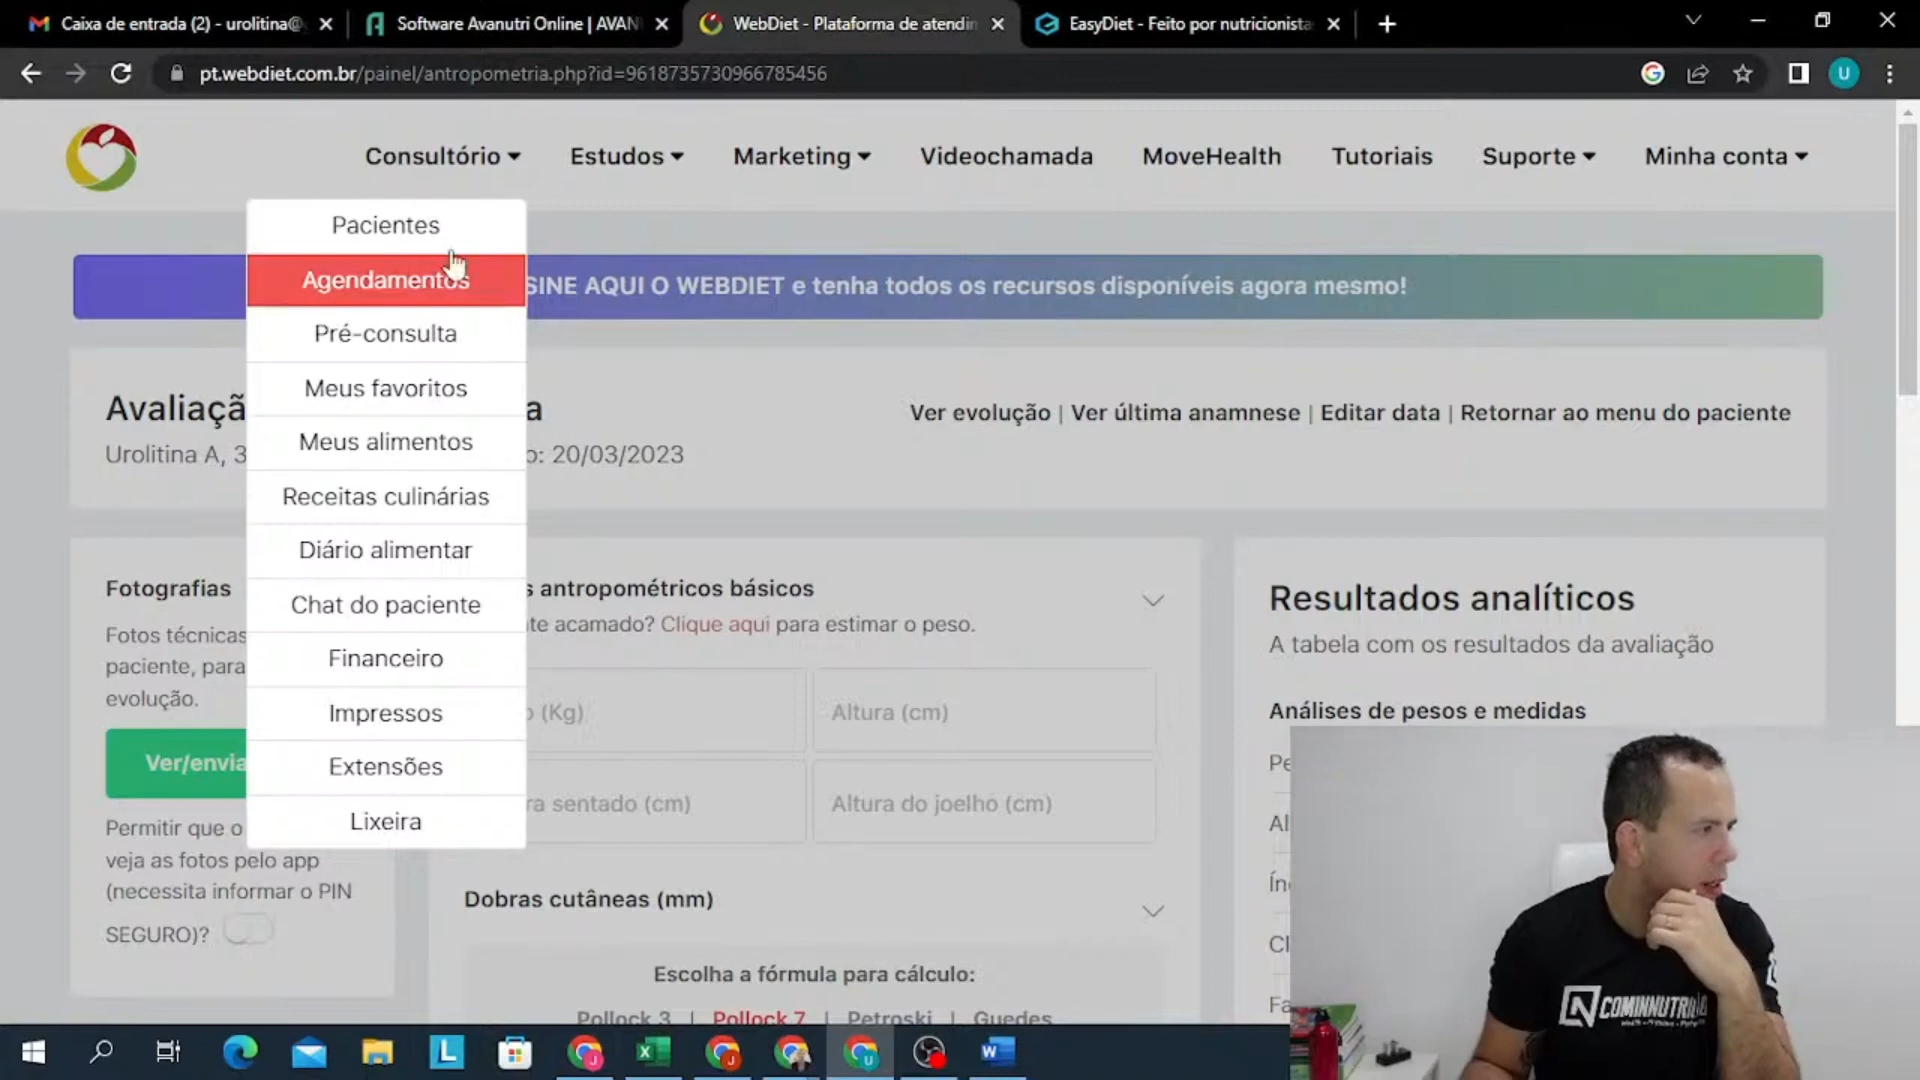 Caixa de entrada (2) - urolitina@
Software Avanutri Online | AVAN
WebDiet - Plataforma de atendin
EasyDiet - Feito por nutricionista
pt.webdiet.com.br/painel/antropometria.php?id=9618735730966785456
U
Consultório
Estudos
Marketing
Videochamada
MoveHealth
Tutoriais
Suporte
Minha conta
Pacientes
Agendamentos
Pré-consulta
Meus favoritos
Meus alimentos
Receitas culinárias
Diário alimentar
Chat do paciente
Financeiro
Impressos
Extensões
Lixeira
SINE AQUI O WEBDIET e tenha todos os recursos disponíveis agora mesmo!
Avaliaçã a
Urolitina A, 3 o: 20/03/2023
Ver evolução | Ver última anamnese | Editar data | Retornar ao menu do paciente
Fotografias
Fotos técnicas
paciente, para
evolução.
Ver/envia
Permitir que o
veja as fotos pelo app
(necessita informar o PIN
SEGURO)?
s antropométricos básicos
te acamado? Clique aqui para estimar o peso.
o (Kg)
Altura (cm)
ra sentado (cm)
Altura do joelho (cm)
Dobras cutâneas (mm)
Escolha a fórmula para cálculo:
Pollock 3 | Pollock 7 | Petroski | Guedes
Resultados analíticos
A tabela com os resultados da avaliação
Análises de pesos e medidas
Pe
Al
Ín
Cl
Fa